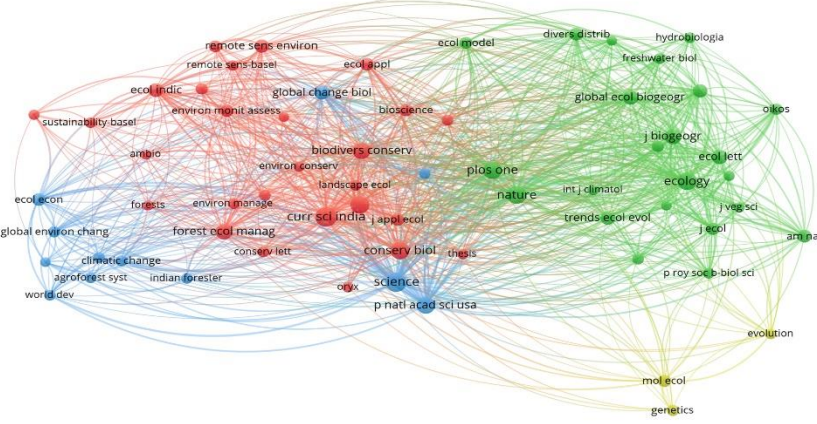 divers distrib
hydrobiologia
ecol model
remote sens environ
freshwater biol
remote sens-basel
ecol appl
ecol indic
global change biol
global ecol biogeogr
environ monit assess
bioscience
oikos
sustainability-basel
j biogeogr
biodivers conserv
ambio
ecol lett
environ conserv
plos one
landscape ecol
ecology
nature
int j climatol
ecol econ
forests
environ manage
j veg sci
curr sci india
j appl ecol
trends ecol evol
j ecol
global environ chang
forest ecol manag
am na
conserv biol
conserv lett
thesis
climatic change
agroforest syst
indian forester
p roy soc b-biol sci
science
oryx
world dev
p natl acad sci usa
evolution
mol ecol
genetics